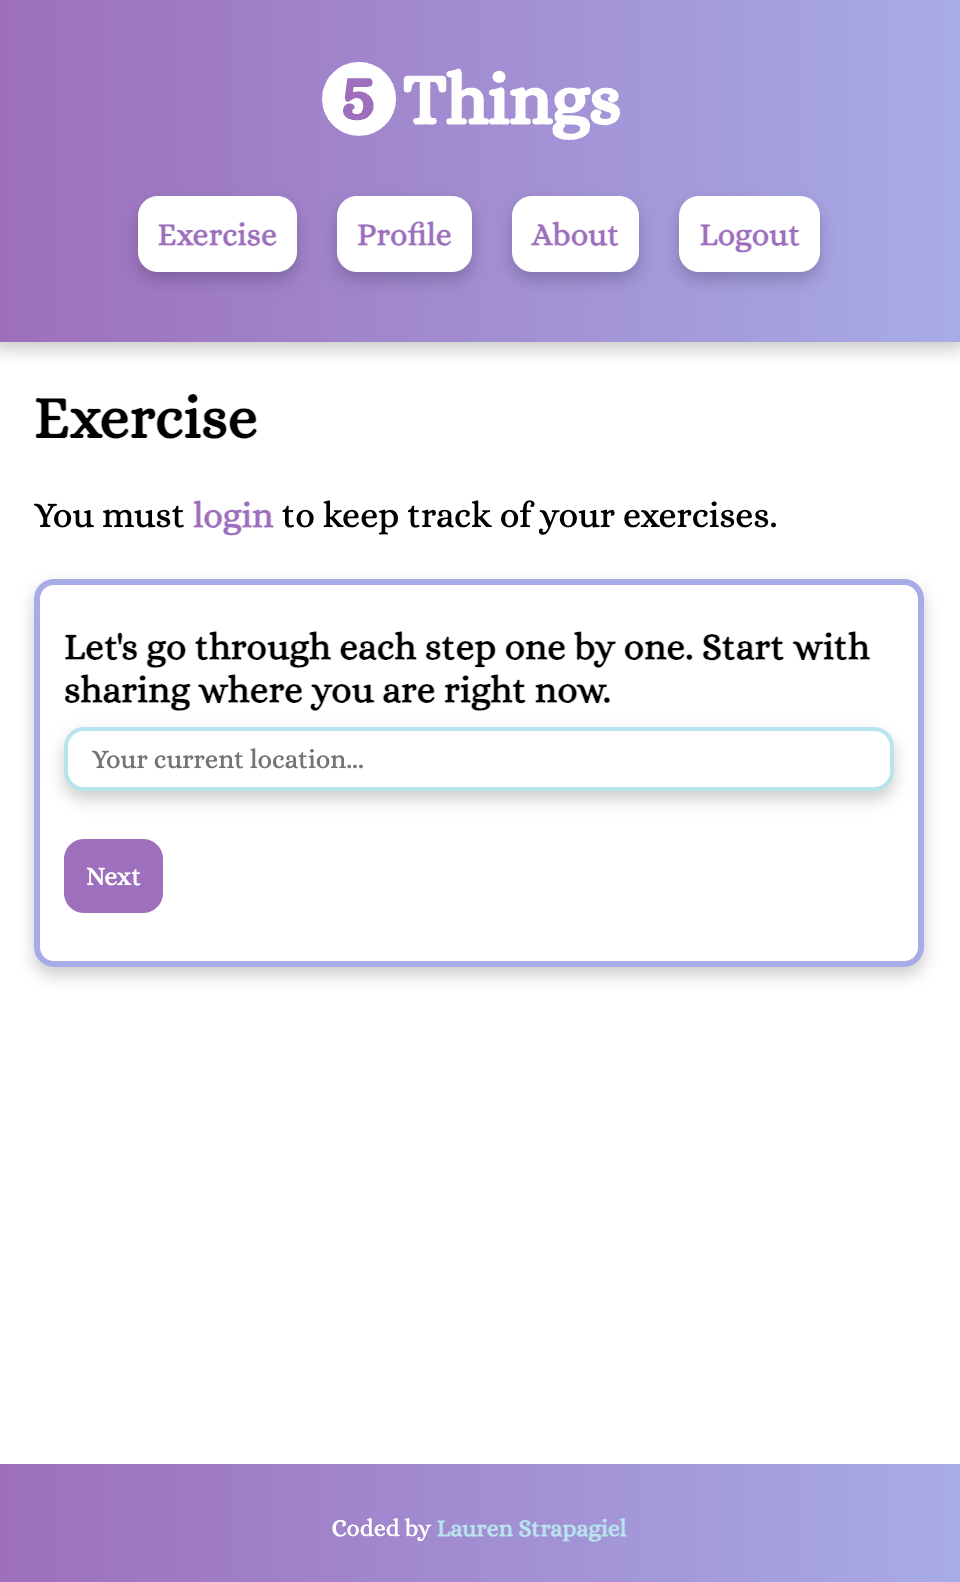 5 Things
Exercise Profile About Logout
Exercise
You must login to keep track of your exercises.
Let's go through each step one by one. Start with
sharing where you are right now.
Your current location...
Next
Coded by Lauren Strapagiel